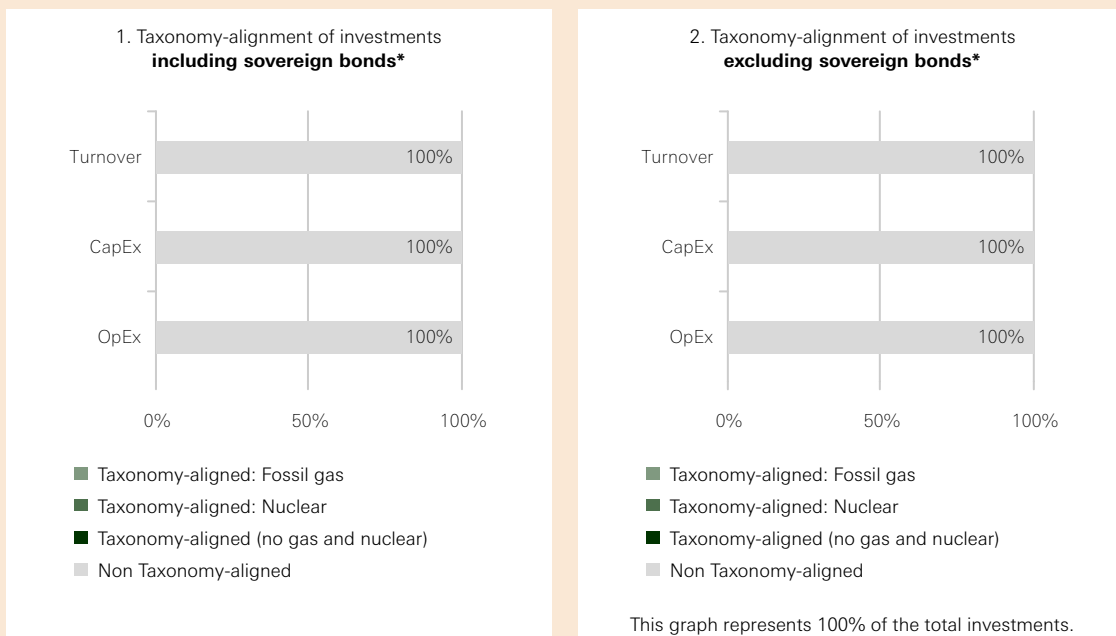 1. Taxonomy-alignment of investments
including sovereign bonds*
Turnover
100%
CapEx
100%
OpEx
100%
0%
50%
100%
Taxonomy-aligned: Fossil gas
Taxonomy-aligned: Nuclear
Taxonomy-aligned (no gas and nuclear)
Non Taxonomy-aligned
2. Taxonomy-alignment of investments
excluding sovereign bonds*
Turnover
100%
CapEx
100%
OpEx
100%
0%
50%
100%
Taxonomy-aligned: Fossil gas
Taxonomy-aligned: Nuclear
Taxonomy-aligned (no gas and nuclear)
Non Taxonomy-aligned
This graph represents 100% of the total investments.